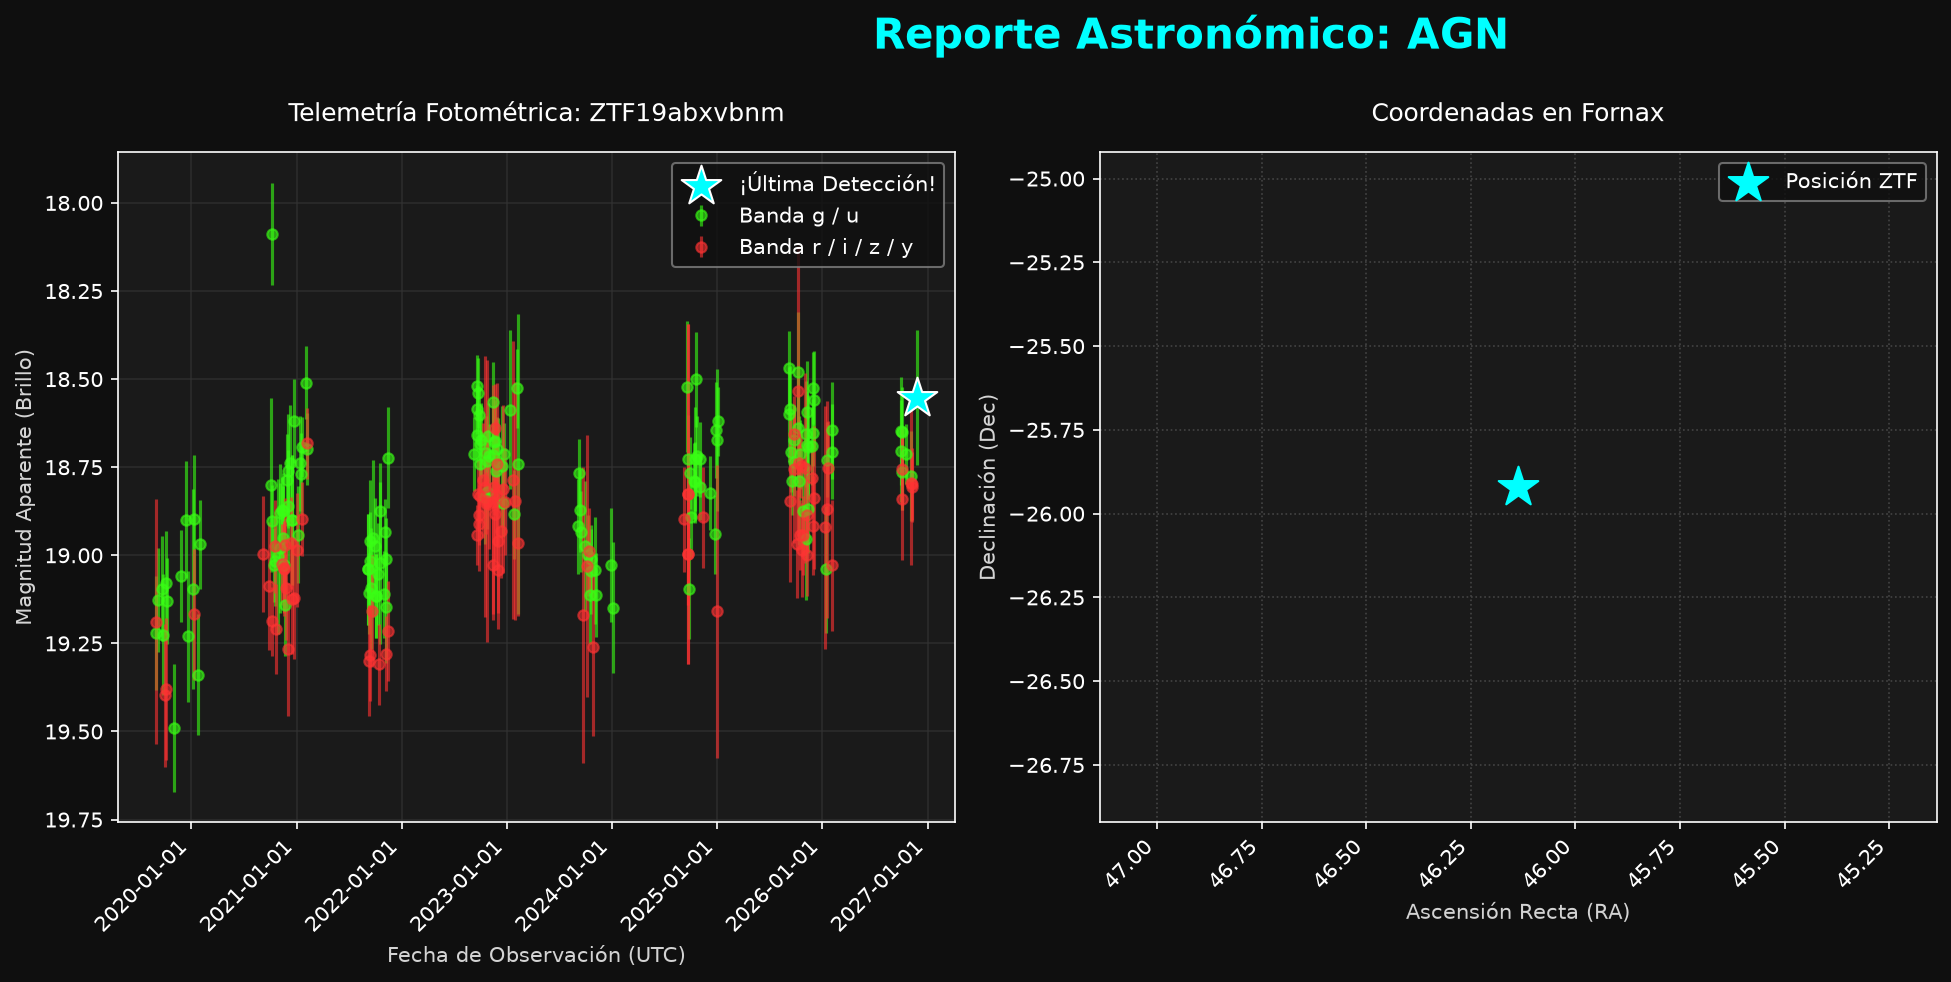 Reporte Astronómico: AGN
Telemetría Fotométrica: ZTF19abxvbnm
¡Última Detección!
Banda g / u
Banda r / i / z / y
Magnitud Aparente (Brillo)
18.00
18.25
18.50
18.75
19.00
19.25
19.50
19.75
2020-01-01
2021-01-01
2022-01-01
2023-01-01
2024-01-01
2025-01-01
2026-01-01
2027-01-01
Fecha de Observación (UTC)
Coordenadas en Fornax
Posición ZTF
Declinación (Dec)
−25.00
−25.25
−25.50
−25.75
−26.00
−26.25
−26.50
−26.75
47.00
46.75
46.50
46.25
46.00
45.75
45.50
45.25
Ascensión Recta (RA)